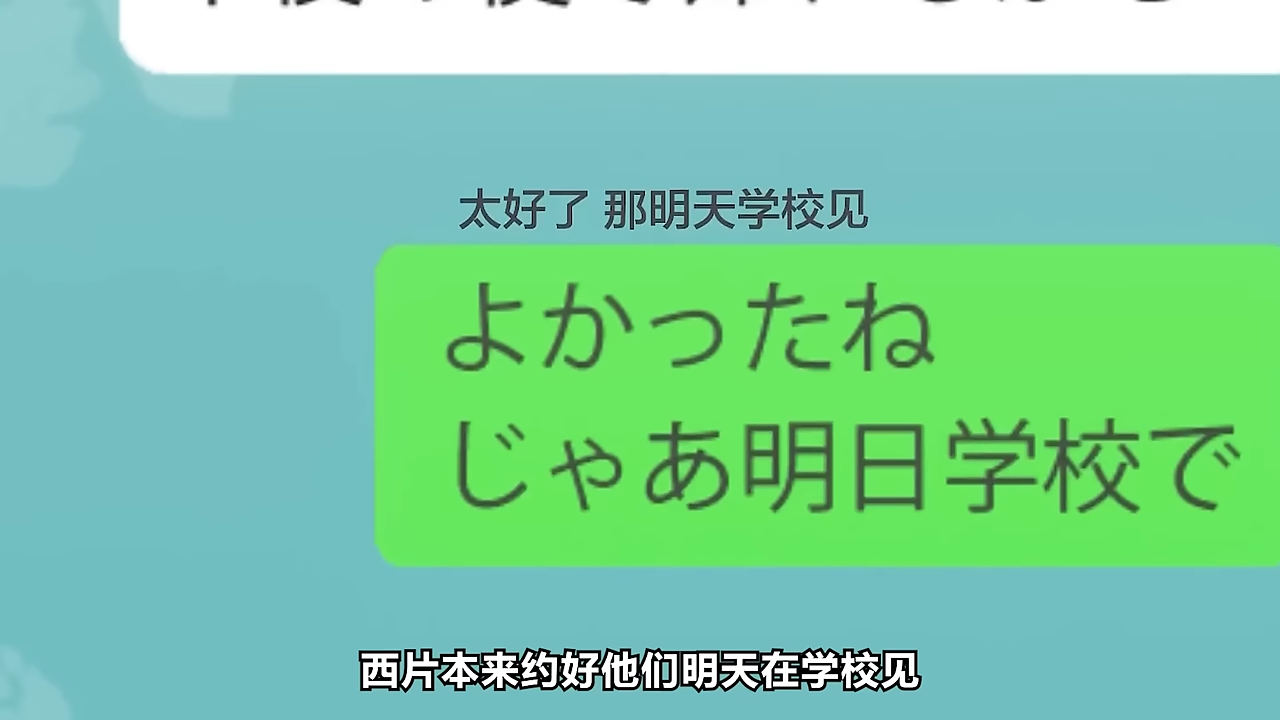 太好了 那明天学校见
よかったね
じゃあ明日学校で
西片本来约好他们明天在学校见